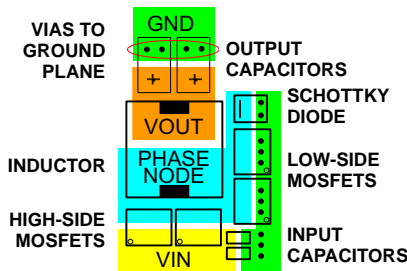 VIAS TO
GROUND
PLANE
GND
OUTPUT
CAPACITORS
+ +
VOUT
SCHOTTKY
DIODE
INDUCTOR
PHASE
NODE
LOW-SIDE
MOSFETS
HIGH-SIDE
MOSFETS
VIN
INPUT
CAPACITORS